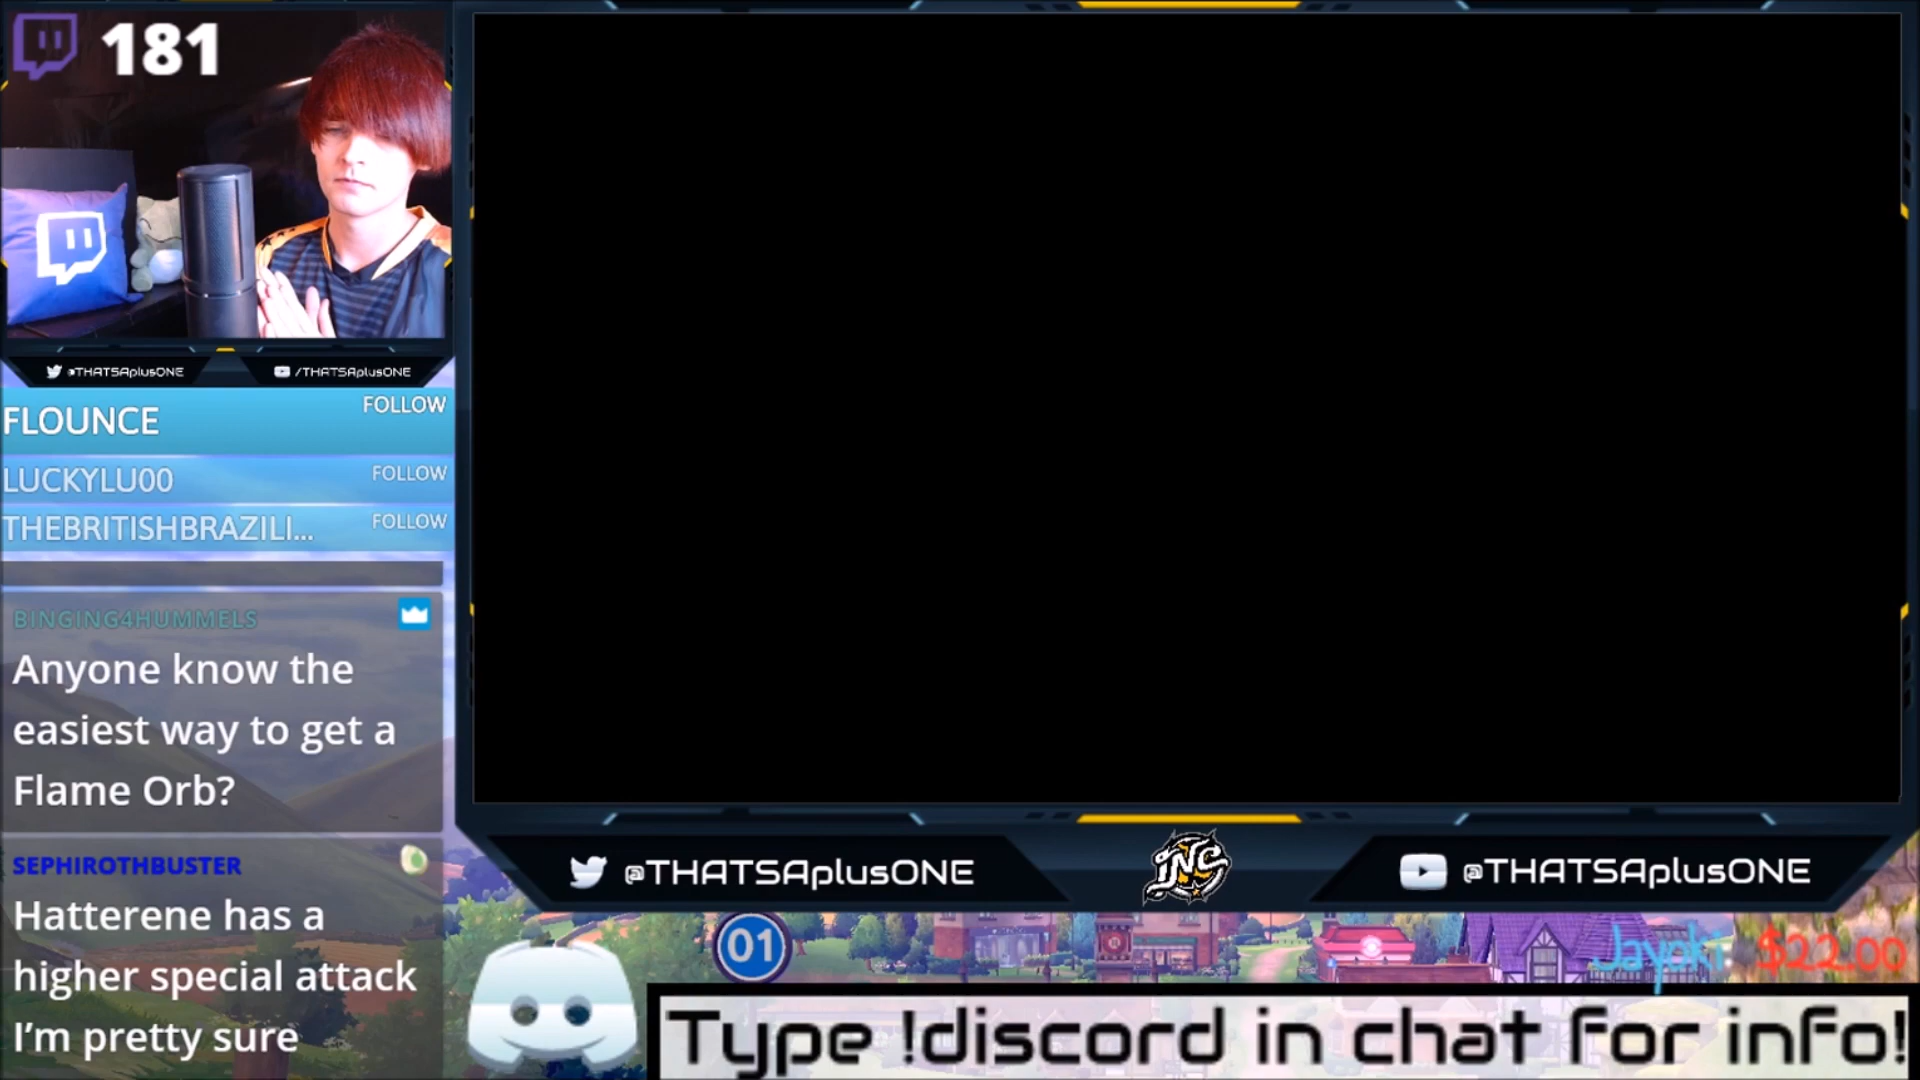 181
@THATSAplusONE
/THATSAplusONE
FLOUNCE
FOLLOW
LUCKYLU00
FOLLOW
THEBRITISHBRAZILI...
FOLLOW
BINGING4HUMMELS
Anyone know the
easiest way to get a
Flame Orb?
SEPHIROTHBUSTER
Hatterene has a
higher special attack
I'm pretty sure
@THATSAplusONE
INC
@THATSAplusONE
01
Jayoki $22.00
Type !discord in chat for info!